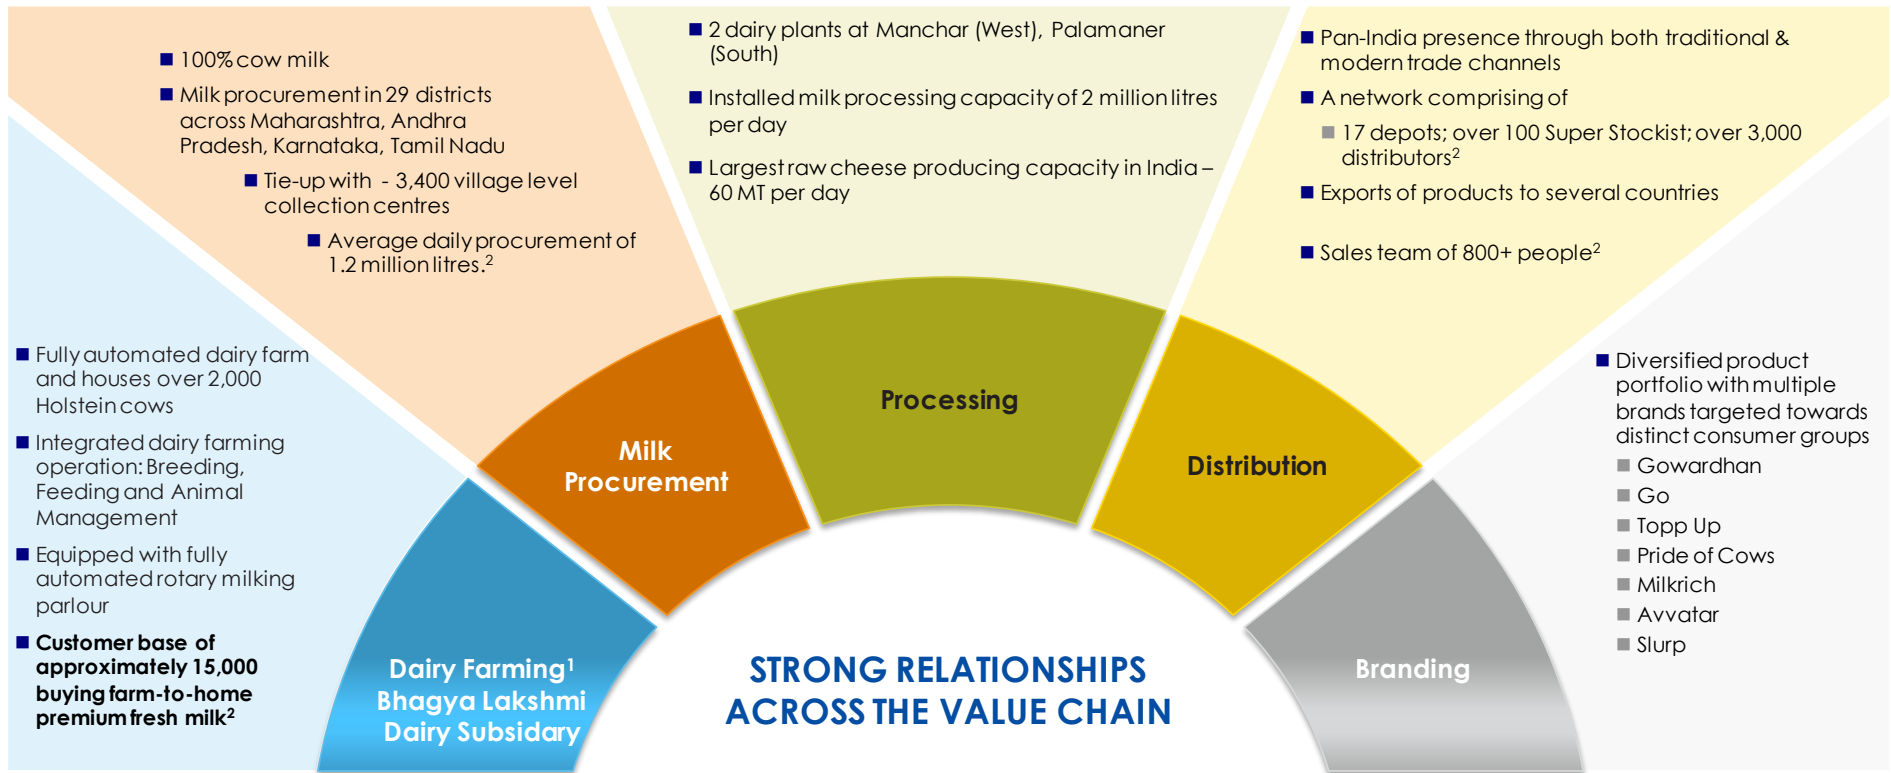 100% cow milk
Milk procurement in 29 districts
across Maharashtra, Andhra
Pradesh, Karnataka, Tamil Nadu
Tie-up with - 3,400 village level
collection centres
Average daily procurement of
1.2 million litres.²
2 dairy plants at Manchar (West), Palamaner
(South)
Installed milk processing capacity of 2 million litres
per day
Largest raw cheese producing capacity in India –
60 MT per day
Pan-India presence through both traditional &
modern trade channels
A network comprising of
17 depots; over 100 Super Stockist; over 3,000
distributors²
Exports of products to several countries
Sales team of 800+ people²
Fully automated dairy farm
and houses over 2,000
Holstein cows
Integrated dairy farming
operation: Breeding,
Feeding and Animal
Management
Equipped with fully
automated rotary milking
parlour
Customer base of
approximately 15,000
buying farm-to-home
premium fresh milk²
Dairy Farming¹
Bhagya Lakshmi
Dairy Subsidary
Milk
Procurement
Processing
Distribution
Branding
STRONG RELATIONSHIPS
ACROSS THE VALUE CHAIN
Diversified product
portfolio with multiple
brands targeted towards
distinct consumer groups
Gowardhan
Go
Topp Up
Pride of Cows
Milkrich
Avvatar
Slurp